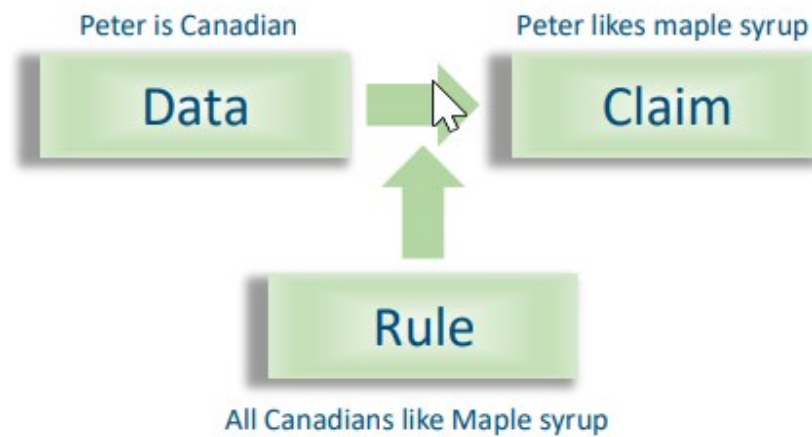 Peter is Canadian
Peter likes maple syrup
Data
Claim
Rule
All Canadians like Maple syrup